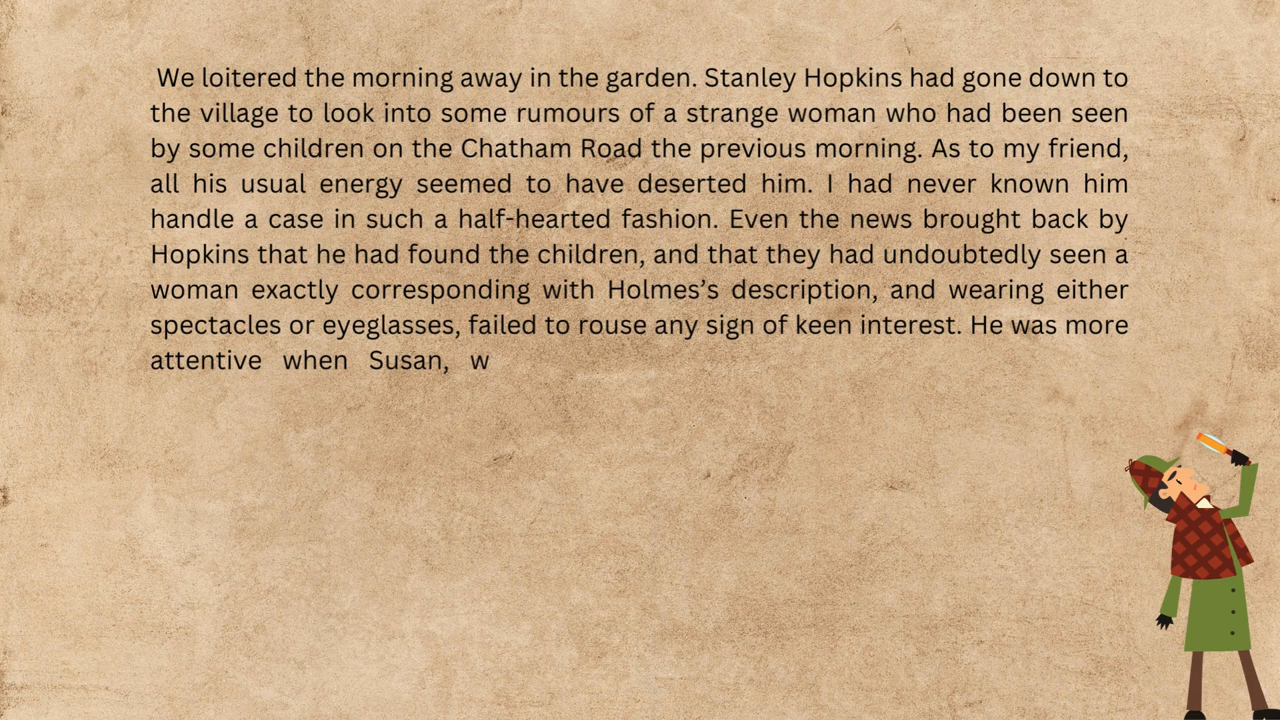 We loitered the morning away in the garden. Stanley Hopkins had gone down to
the village to look into some rumours of a strange woman who had been seen
by some children on the Chatham Road the previous morning. As to my friend,
all his usual energy seemed to have deserted him. I had never known him
handle a case in such a half-hearted fashion. Even the news brought back by
Hopkins that he had found the children, and that they had undoubtedly seen a
woman exactly corresponding with Holmes’s description, and wearing either
spectacles or eyeglasses, failed to rouse any sign of keen interest. He was more
attentive when Susan, w